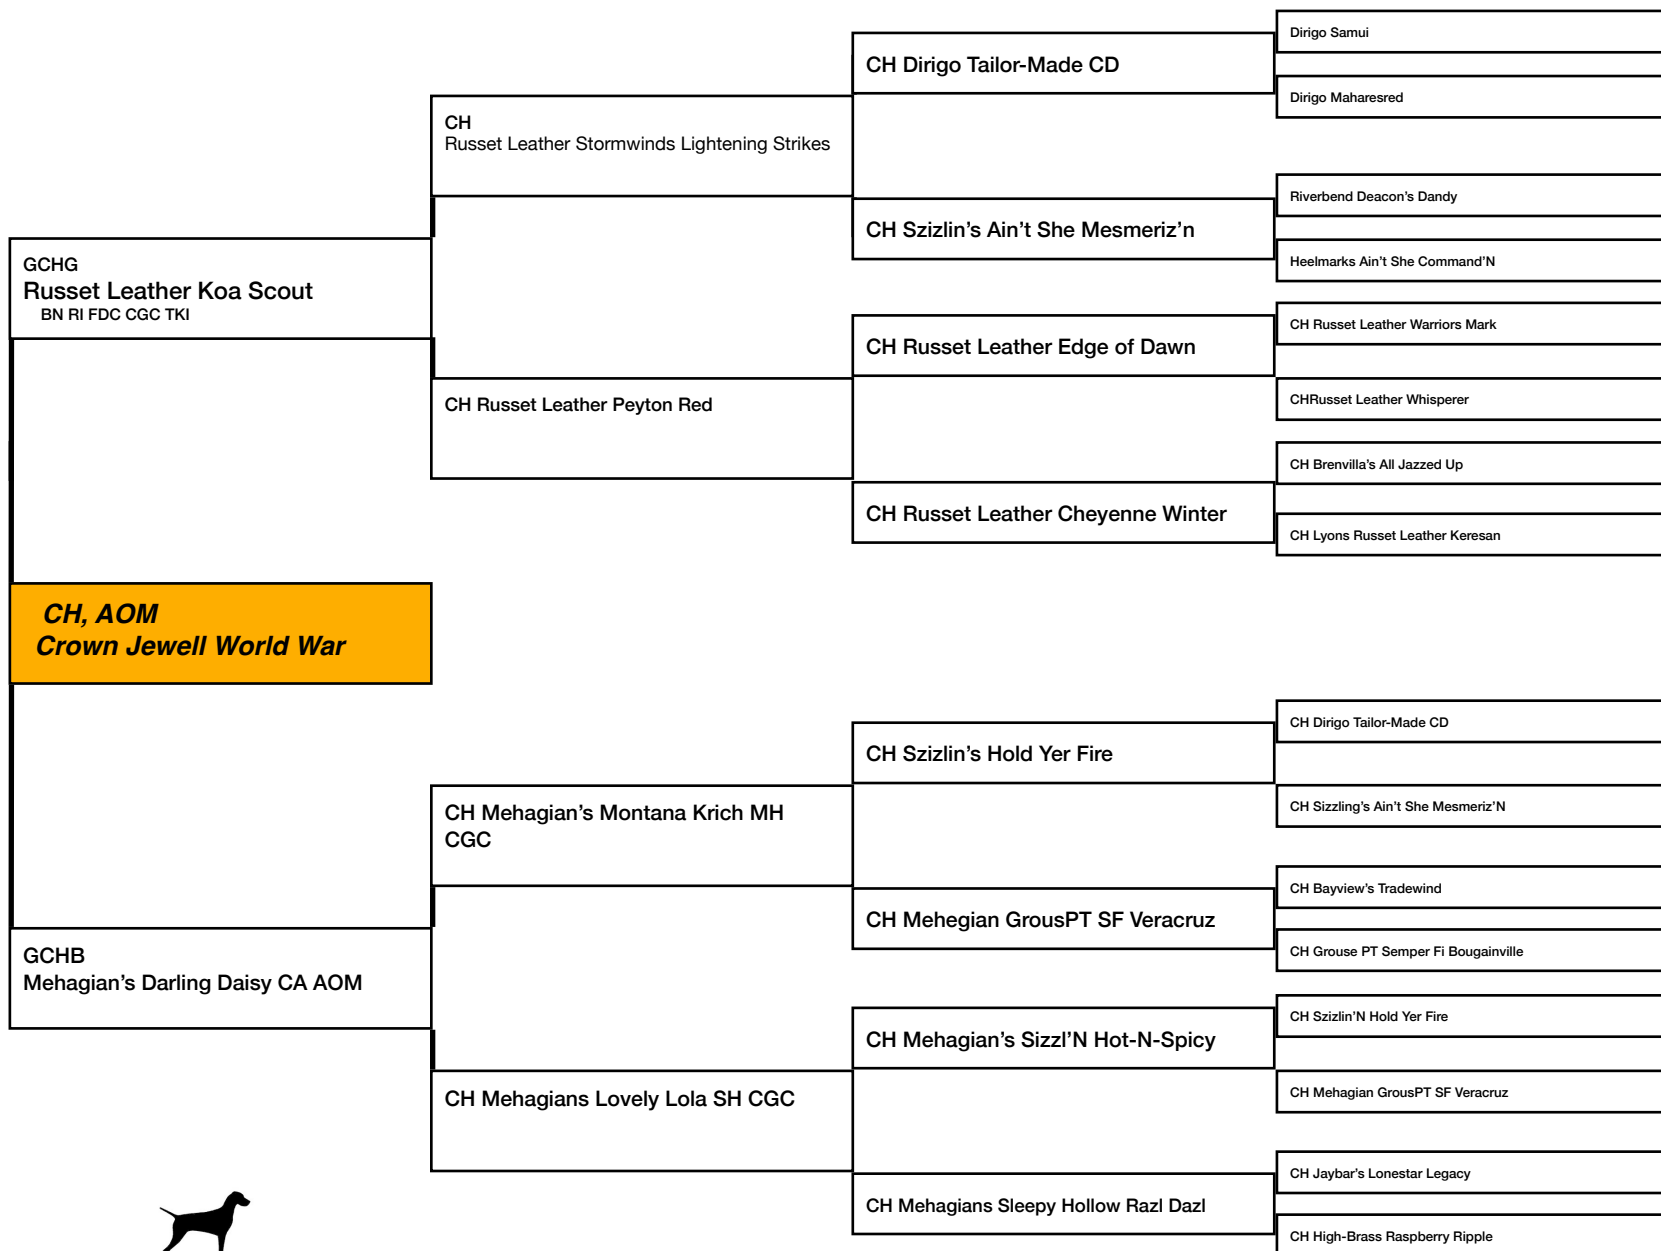 Dirigo Samui
CH Dirigo Tailor-Made CD
Dirigo Maharesred
CH
Russet Leather Stormwinds Lightening Strikes
Riverbend Deacon's Dandy
CH Szizlin's Ain't She Mesmeriz'n
Heelmarks Ain't She Command'N
GCHG
Russet Leather Koa Scout
BN RI FDC CGC TKI
CH Russet Leather Warriors Mark
CH Russet Leather Edge of Dawn
CHRusset Leather Whisperer
CH Russet Leather Peyton Red
CH Brenvilla's All Jazzed Up
CH Russet Leather Cheyenne Winter
CH Lyons Russet Leather Keresan
CH, AOM
Crown Jewell World War
CH Dirigo Tailor-Made CD
CH Szizlin's Hold Yer Fire
CH Sizzling's Ain't She Mesmeriz'N
CH Mehagian's Montana Krich MH
CGC
CH Bayview's Tradewind
CH Mehegian GrousPT SF Veracruz
CH Grouse PT Semper Fi Bougainville
GCHB
Mehagian's Darling Daisy CA AOM
CH Szizlin'N Hold Yer Fire
CH Mehagian's Sizzl'N Hot-N-Spicy
CH Mehagian GrousPT SF Veracruz
CH Mehagians Lovely Lola SH CGC
CH Jaybar's Lonestar Legacy
CH Mehagians Sleepy Hollow Razl Dazl
CH High-Brass Raspberry Ripple